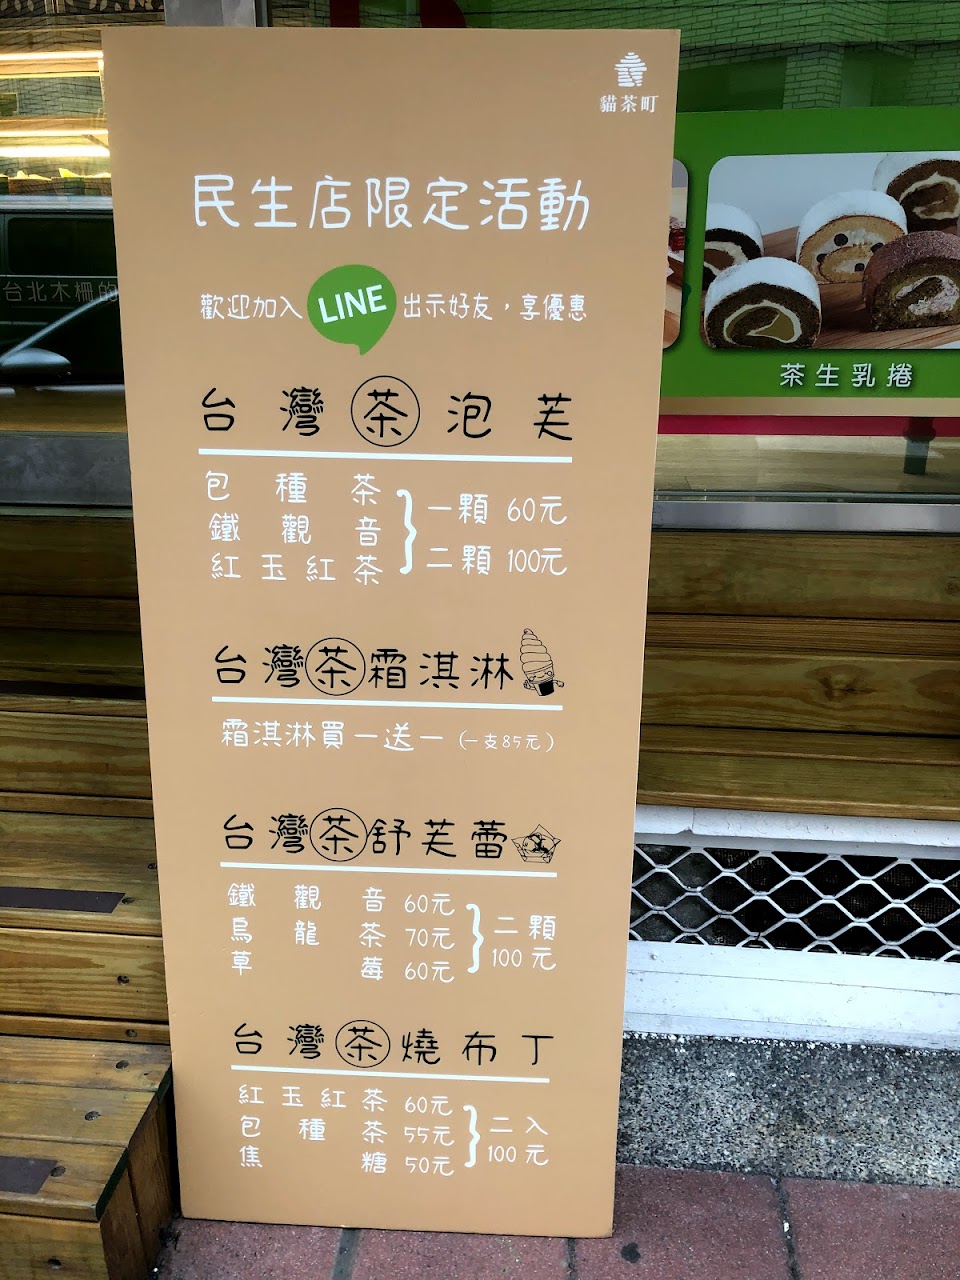 貓茶町
民生店限定活動
歡迎加入 LINE 出示好友，享優惠
台灣茶泡芙
包種茶
鐵觀音
紅玉紅茶
一顆 60元
二顆 100元
台灣茶霜淇淋
霜淇淋買一送一（一支85元）
台灣茶舒芙蕾
鐵觀音 60元
烏龍茶 70元
草莓 60元
二顆
100元
台灣茶燒布丁
紅玉紅茶 60元
包種茶 55元
焦糖 50元
二入
100元
茶生乳捲
台北木柵的